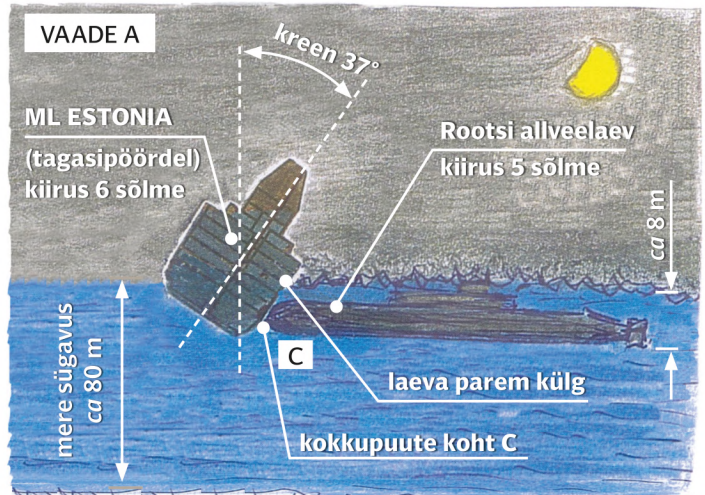 VAADE A
kreen 37°
ML ESTONIA
(tagasipöördel)
kiirus 6 sõlme
Rootsi allveelaev
kiirus 5 sõlme
ca 8 m
mere sügavus
ca 80 m
C
laeva parem külg
kokkupuute koht C